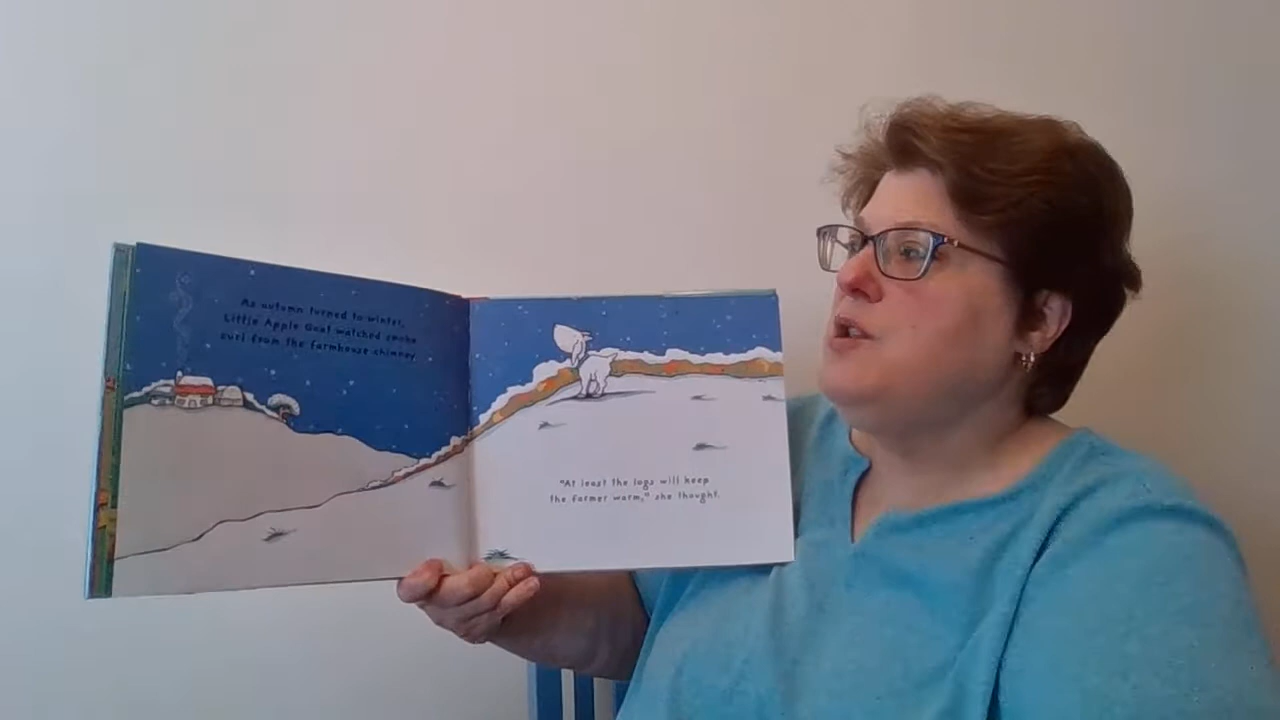 As autumn turned to winter,
Little Apple Goat watched smoke
curl from the farmhouse chimney.
"At least the logs will keep
the farmer warm," she thought.